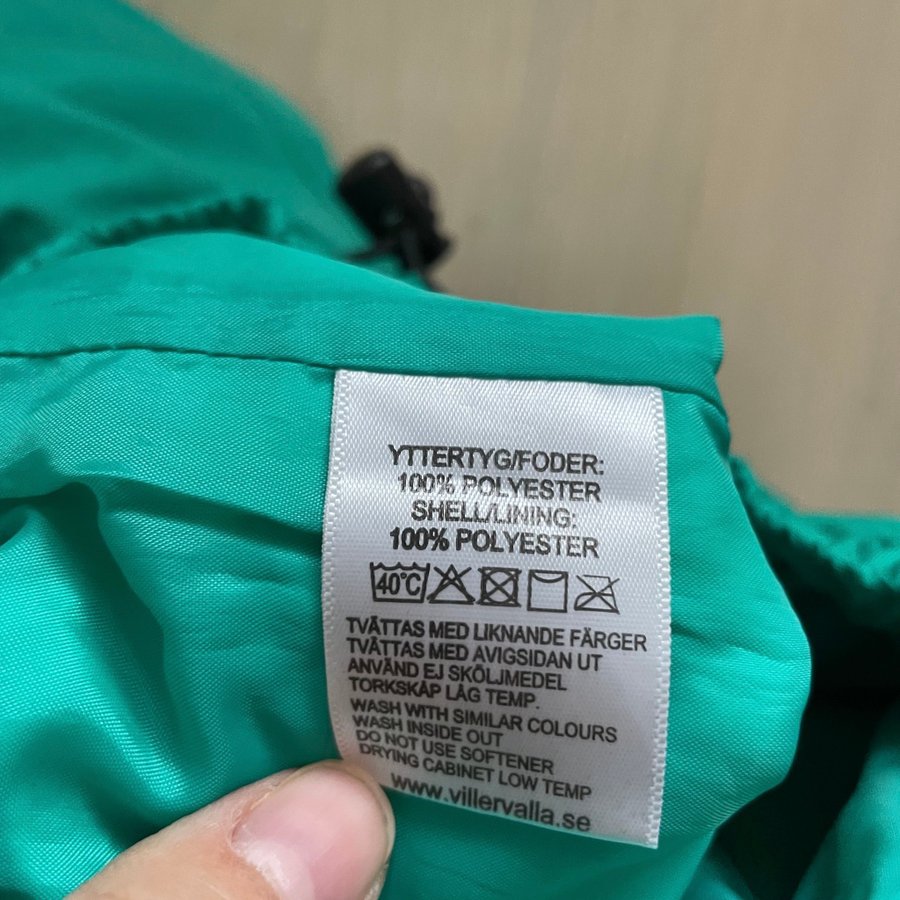 YTTERTYG/FODER:
100% POLYESTER
SHELL/LINING:
100% POLYESTER
40°C
TVÄTTAS MED LIKNANDE FÄRGER
TVÄTTAS MED AVIGSIDAN UT
ANVÄND EJ SKÖLJMEDEL
TORKSKÅP LÅG TEMP.
WASH WITH SIMILAR COLOURS
WASH INSIDE OUT
DO NOT USE SOFTENER
DRYING CABINET LOW TEMP
www.villervalla.se